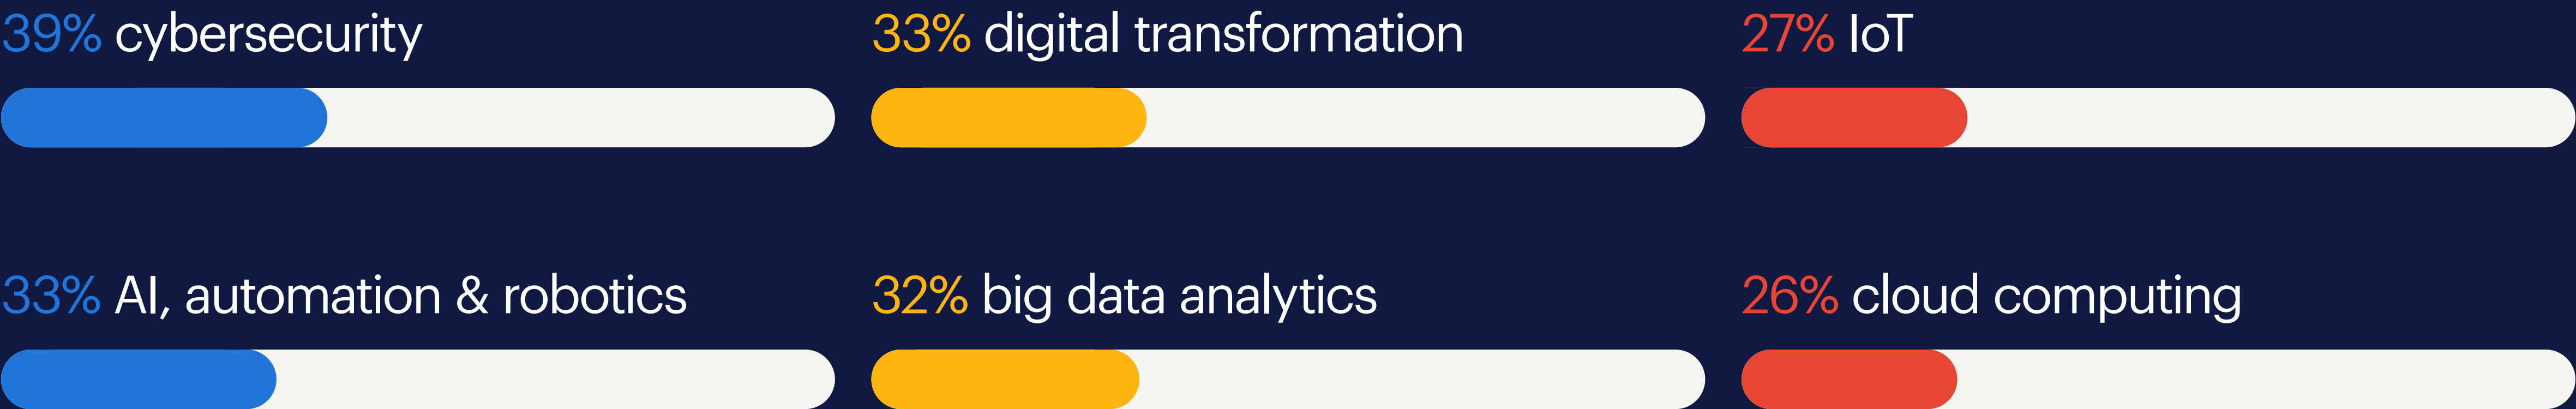 39% cybersecurity
33% digital transformation
27% IoT
33% AI, automation & robotics
32% big data analytics
26% cloud computing